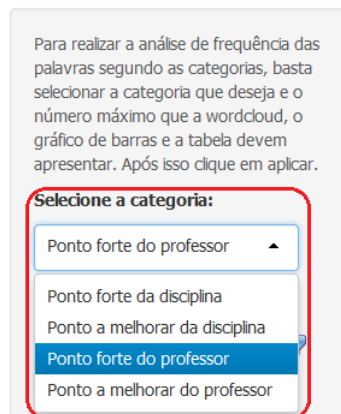 Para realizar a análise de frequência das
palavras segundo as categorias, basta
selecionar a categoria que deseja e o
número máximo que a wordcloud, o
gráfico de barras e a tabela devem
apresentar. Após isso clique em aplicar.
Selecione a categoria:
Ponto forte do professor
Ponto forte da disciplina
Ponto a melhorar da disciplina
Ponto forte do professor
Ponto a melhorar do professor